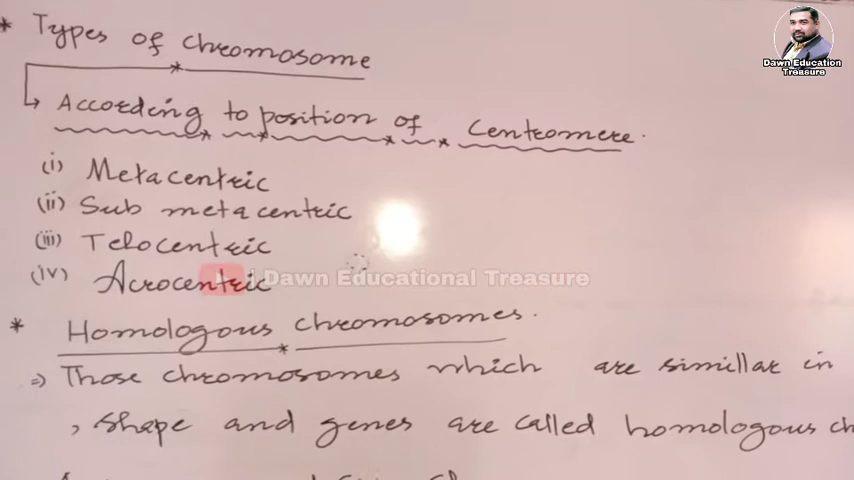 * Types of chromosome
Dawn Education
Treasure
↳ According to position of Centromere.
(i) Metacentric
(ii) Sub metacentric
(iii) Telocentric
(iv) Acrocentric
Dawn Educational Treasure
* Homologous chromosomes.
⇒ Those chromosomes which are simillar in
, shape and genes are called homologous ch